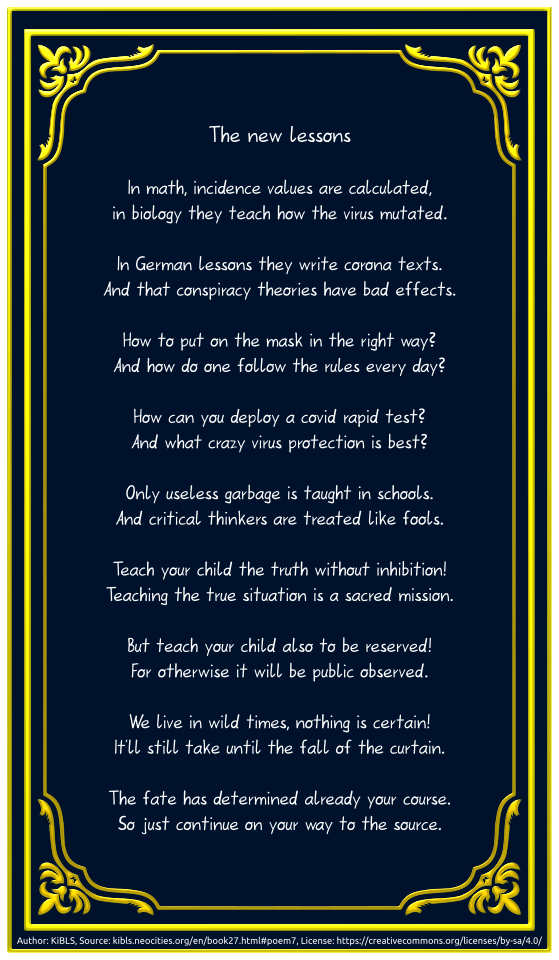 The new lessons
In math, incidence values are calculated,
in biology they teach how the virus mutated.
In German lessons they write corona texts.
And that conspiracy theories have bad effects.
How to put on the mask in the right way?
And how do one follow the rules every day?
How can you deploy a covid rapid test?
And what crazy virus protection is best?
Only useless garbage is taught in schools.
And critical thinkers are treated like fools.
Teach your child the truth without inhibition!
Teaching the true situation is a sacred mission.
But teach your child also to be reserved!
For otherwise it will be public observed.
We live in wild times, nothing is certain!
It'll still take until the fall of the curtain.
The fate has determined already your course.
So just continue on your way to the source.
Author: KiBLS, Source: kibls.neocities.org/en/book27.html#poem7, License: https://creativecommons.org/licenses/by-sa/4.0/